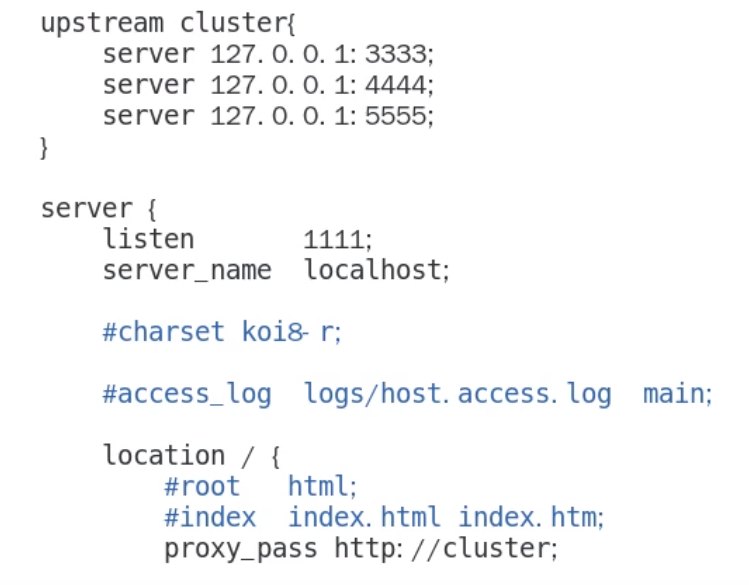 upstream cluster{
server 127.0.0.1:3333;
server 127.0.0.1:4444;
server 127.0.0.1:5555;
}
server {
listen 1111;
server_name localhost;
#charset koi8-r;
#access_log logs/host.access.log main;
location / {
#root html;
#index index.html index.htm;
proxy_pass http://cluster;